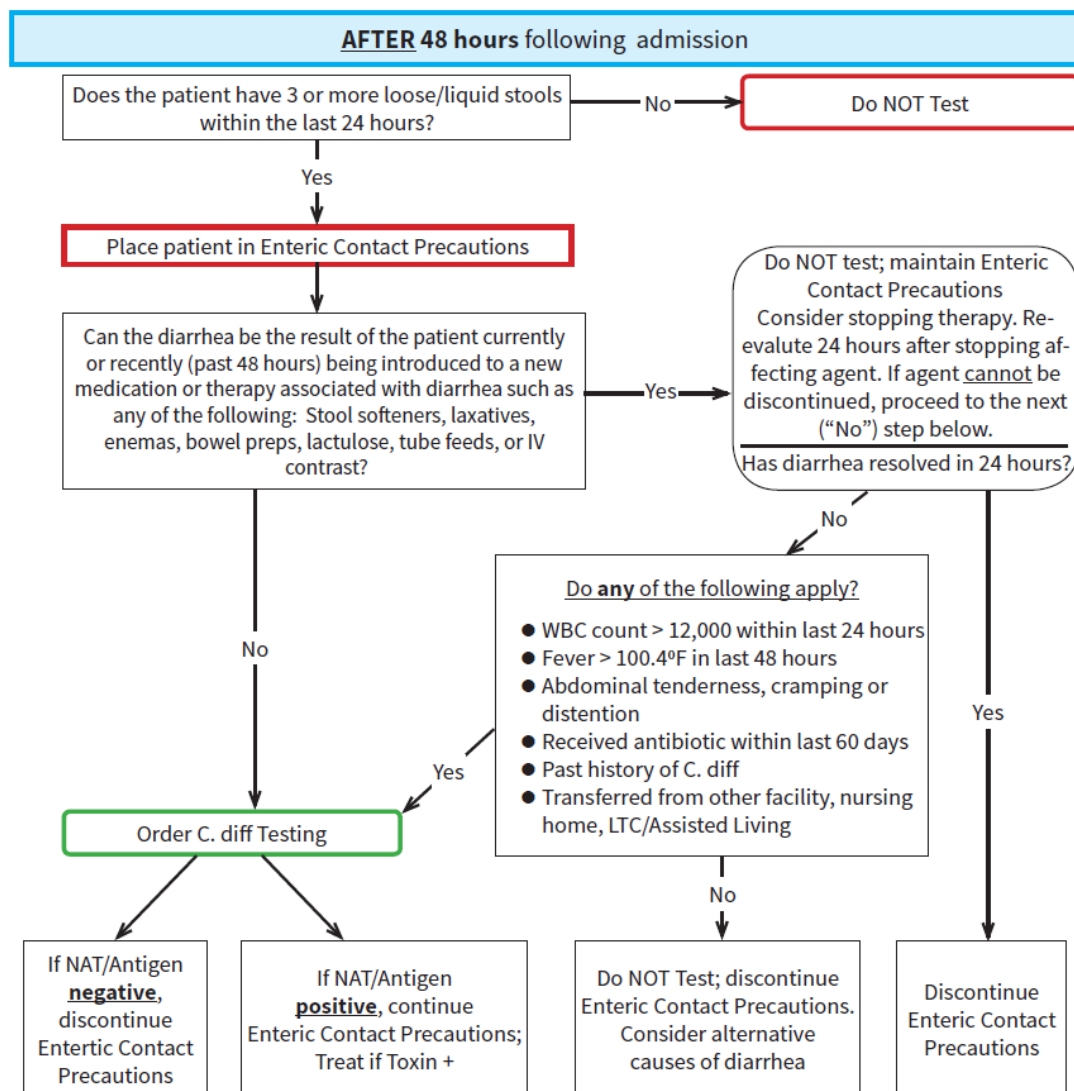 AFTER 48 hours following admission
Does the patient have 3 or more loose/liquid stools
within the last 24 hours?
No
Do NOT Test
Yes
Place patient in Enteric Contact Precautions
Can the diarrhea be the result of the patient currently
or recently (past 48 hours) being introduced to a new
medication or therapy associated with diarrhea such as
any of the following: Stool softeners, laxatives,
enemas, bowel preps, lactulose, tube feeds, or IV
contrast?
Yes
Do NOT test; maintain Enteric
Contact Precautions
Consider stopping therapy. Re-
evalute 24 hours after stopping af-
fecting agent. If agent cannot be
discontinued, proceed to the next
(“No”) step below.
Has diarrhea resolved in 24 hours?
No
Do any of the following apply?
● WBC count > 12,000 within last 24 hours
● Fever > 100.4ºF in last 48 hours
● Abdominal tenderness, cramping or
distention
● Received antibiotic within last 60 days
● Past history of C. diff
● Transferred from other facility, nursing
home, LTC/Assisted Living
No
Yes
Yes
Order C. diff Testing
No
If NAT/Antigen
negative,
discontinue
Entertic Contact
Precautions
If NAT/Antigen
positive, continue
Enteric Contact Precautions;
Treat if Toxin +
Do NOT Test; discontinue
Enteric Contact Precautions.
Consider alternative
causes of diarrhea
Discontinue
Enteric Contact
Precautions